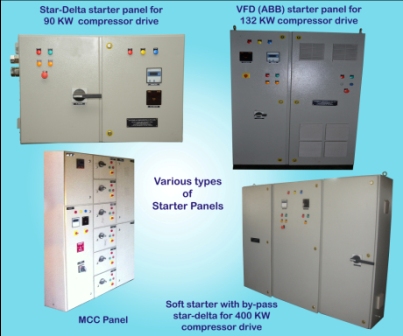 Star-Delta starter panel for
90 KW compressor drive
VFD (ABB) starter panel for
132 KW compressor drive
Various types
of
Starter Panels
MCC Panel
Soft starter with by-pass
star-delta for 400 KW
compressor drive